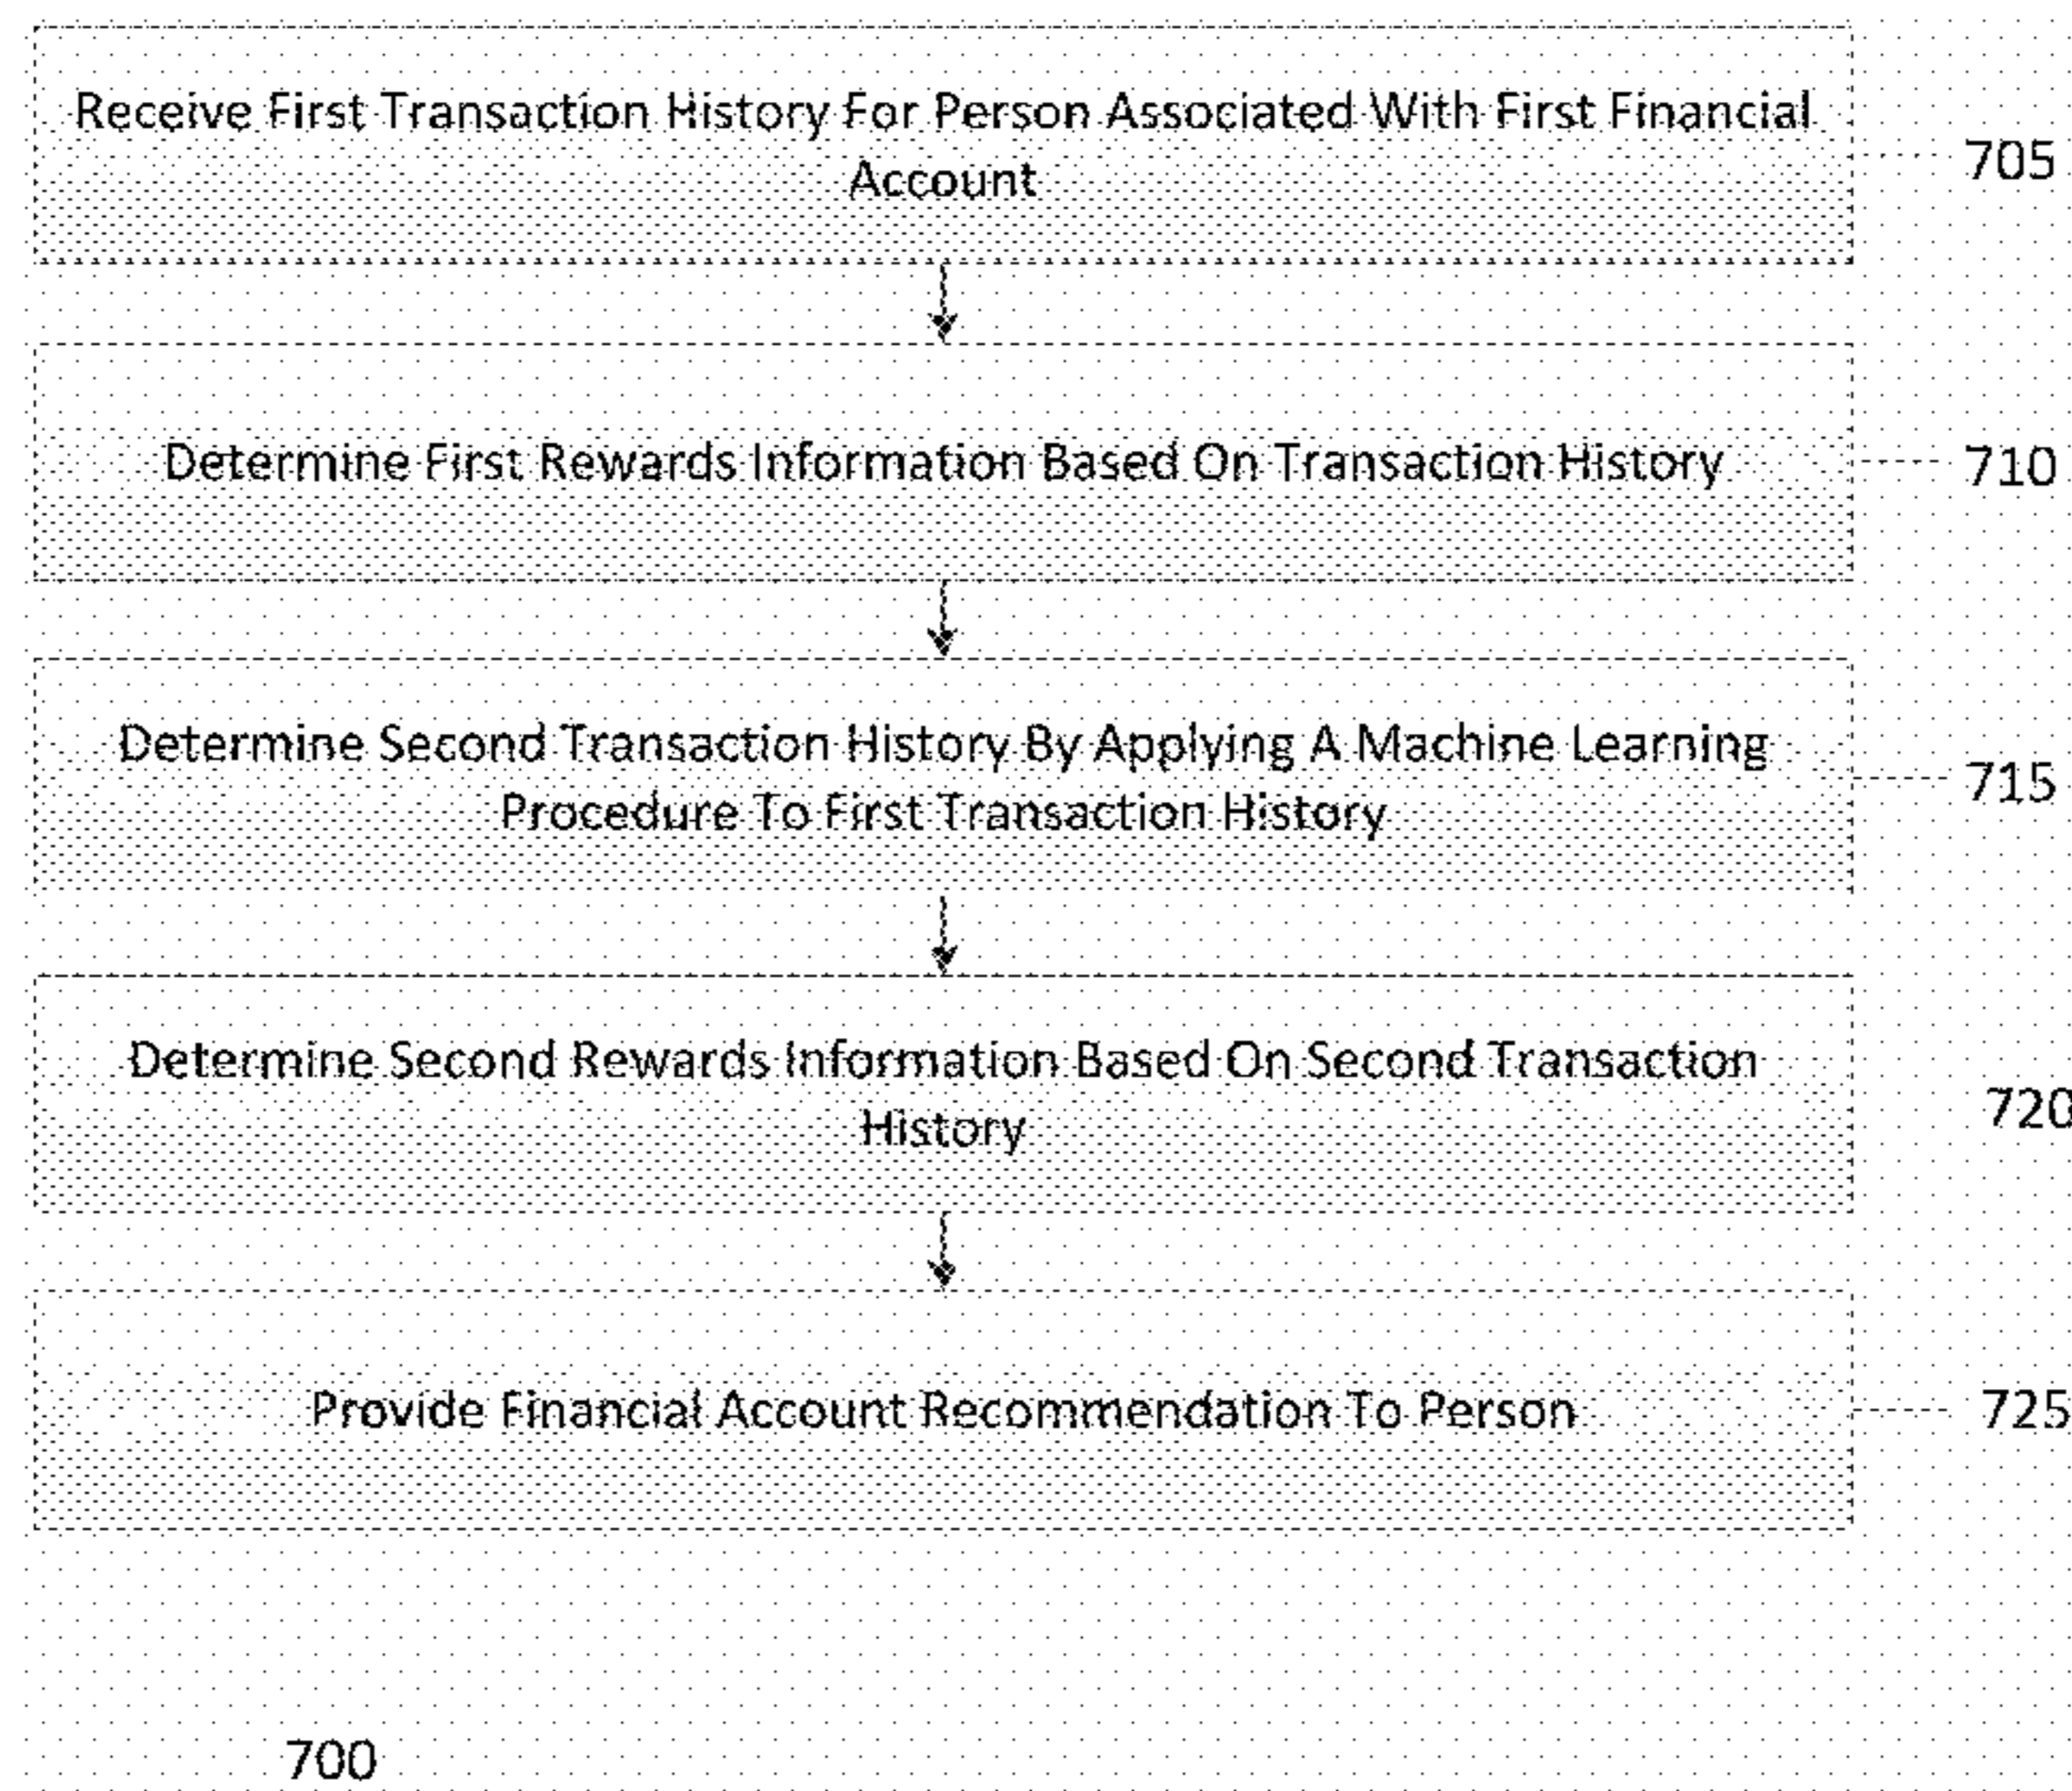 Receive First Transaction History For Person Associated With First Financial
Account
705
Determine First Rewards Information Based On Transaction History
710
Determine Second Transaction History By Applying A Machine Learning
Procedure To First Transaction History
715
Determine Second Rewards Information Based On Second Transaction
History
720
Provide Financial Account Recommendation To Person
725
700